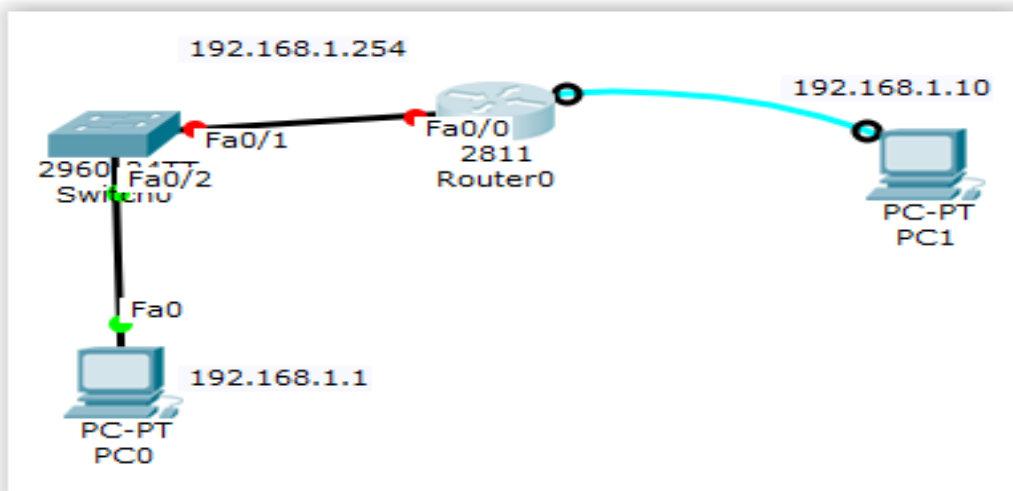 192.168.1.254
192.168.1.10
Fa0/1
Fa0/0
2811
Router0
2960
Fa0/2
PC-PT
PC1
Fa0
192.168.1.1
PC-PT
PC0